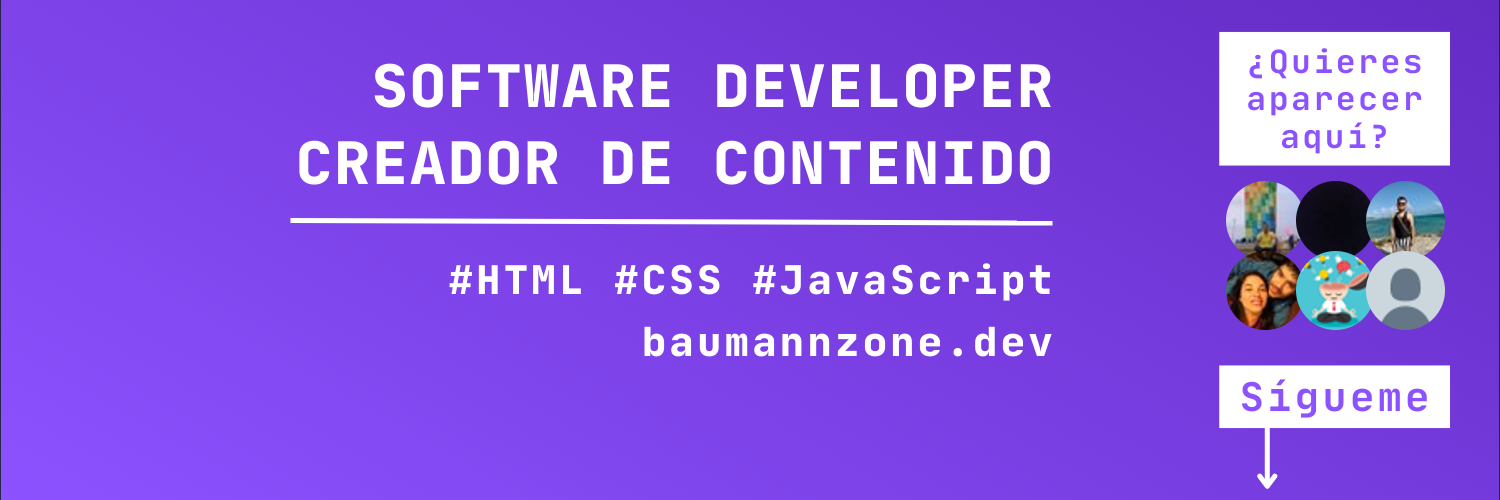 SOFTWARE DEVELOPER
CREADOR DE CONTENIDO
#HTML #CSS #JavaScript
baumannzone.dev
¿Quieres
aparecer
aquí?
Sígueme